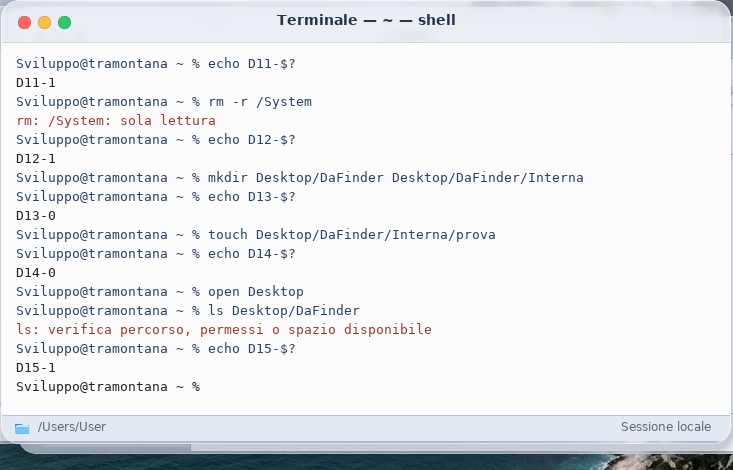 Terminale — ~ — shell
Sviluppo@tramontana ~ % echo D11-$?
D11-1
Sviluppo@tramontana ~ % rm -r /System
rm: /System: sola lettura
Sviluppo@tramontana ~ % echo D12-$?
D12-1
Sviluppo@tramontana ~ % mkdir Desktop/DaFinder Desktop/DaFinder/Interna
Sviluppo@tramontana ~ % echo D13-$?
D13-0
Sviluppo@tramontana ~ % touch Desktop/DaFinder/Interna/prova
Sviluppo@tramontana ~ % echo D14-$?
D14-0
Sviluppo@tramontana ~ % open Desktop
Sviluppo@tramontana ~ % ls Desktop/DaFinder
ls: verifica percorso, permessi o spazio disponibile
Sviluppo@tramontana ~ % echo D15-$?
D15-1
Sviluppo@tramontana ~ %
/Users/User Sessione locale